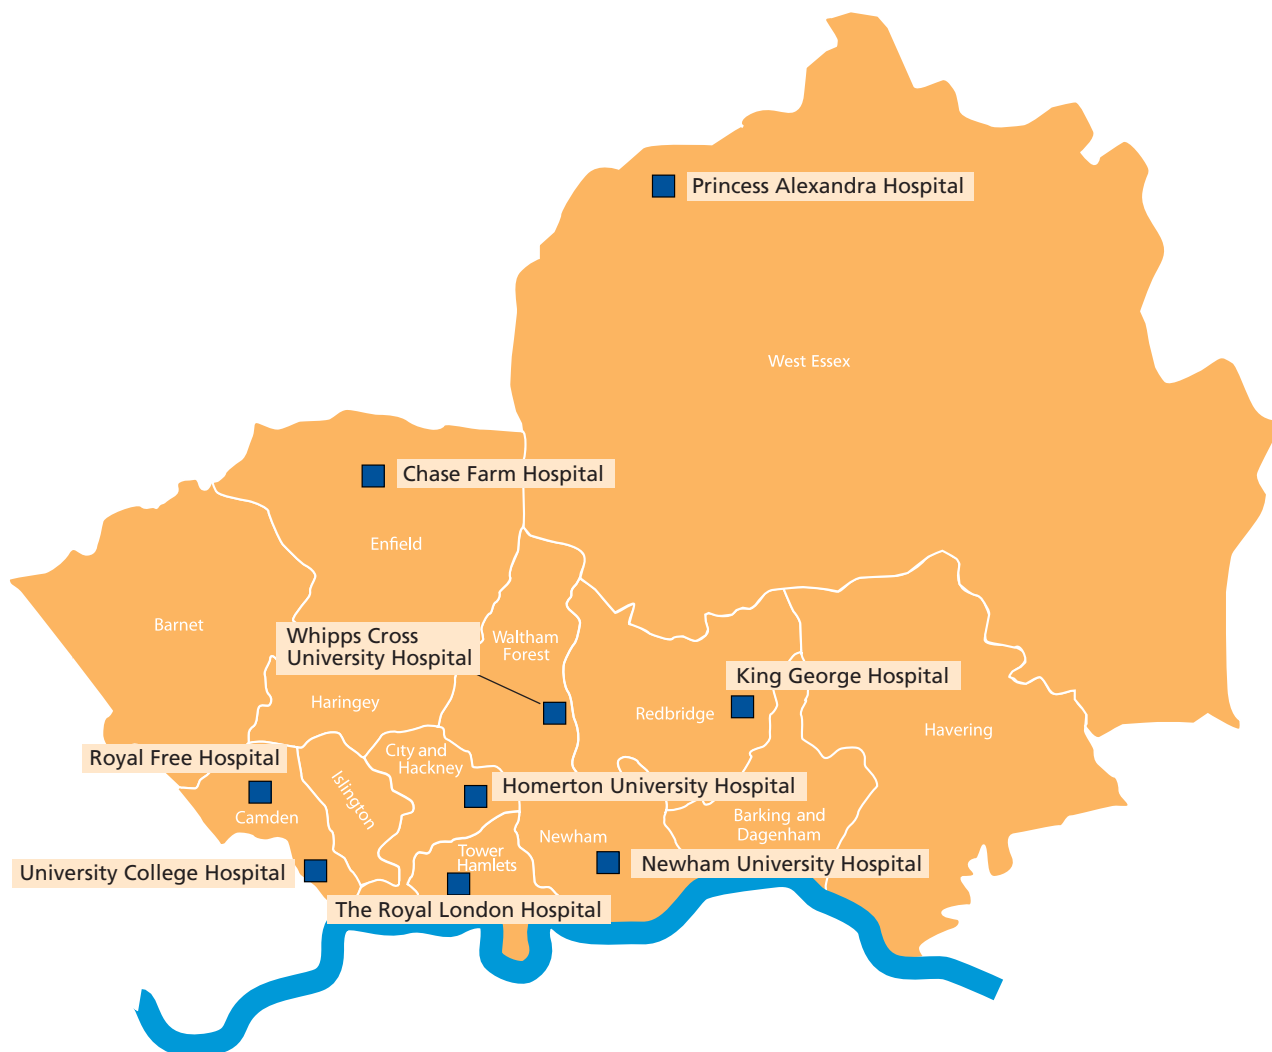 Princess Alexandra Hospital
West Essex
Chase Farm Hospital
Enfield
Barnet
Whipps Cross
University Hospital
Waltham
Forest
King George Hospital
Haringey
Redbridge
Havering
Royal Free Hospital
City and
Hackney
Islington
Homerton University Hospital
Camden
Barking and
Dagenham
Newham
Tower
Hamlets
Newham University Hospital
University College Hospital
The Royal London Hospital